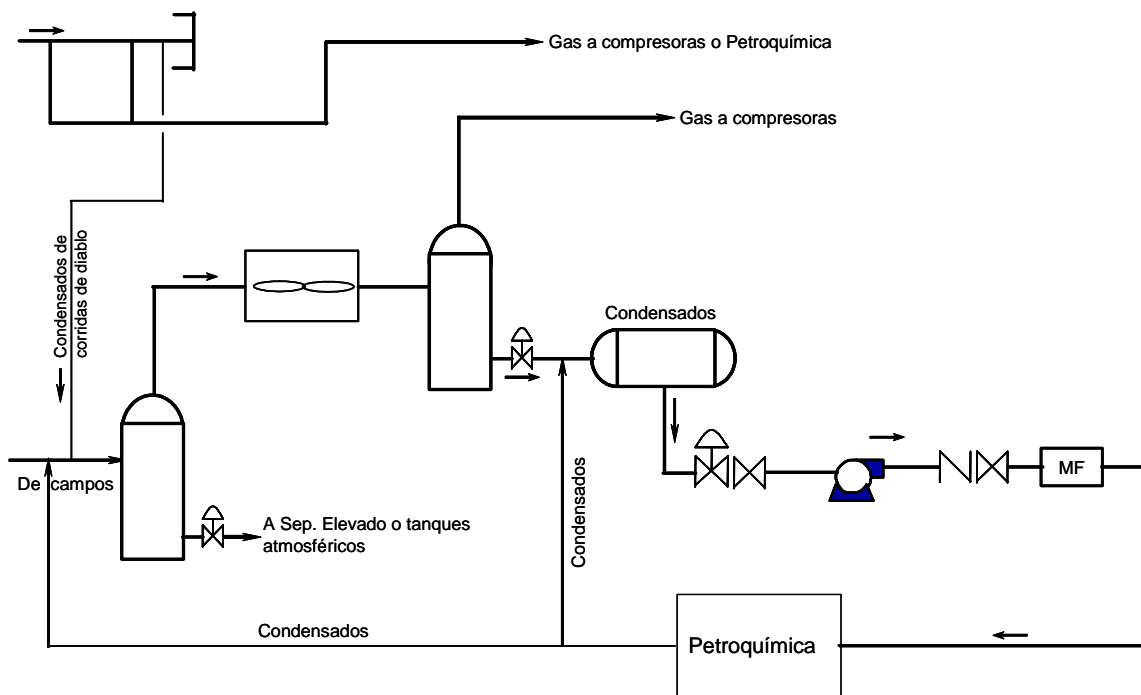 Gas a compresoras o Petroquímica
Gas a compresoras
Condensados de
corridas de diablo
Condensados
De campos
MF
A Sep. Elevado o tanques
atmosféricos
Condensados
Condensados
Petroquímica